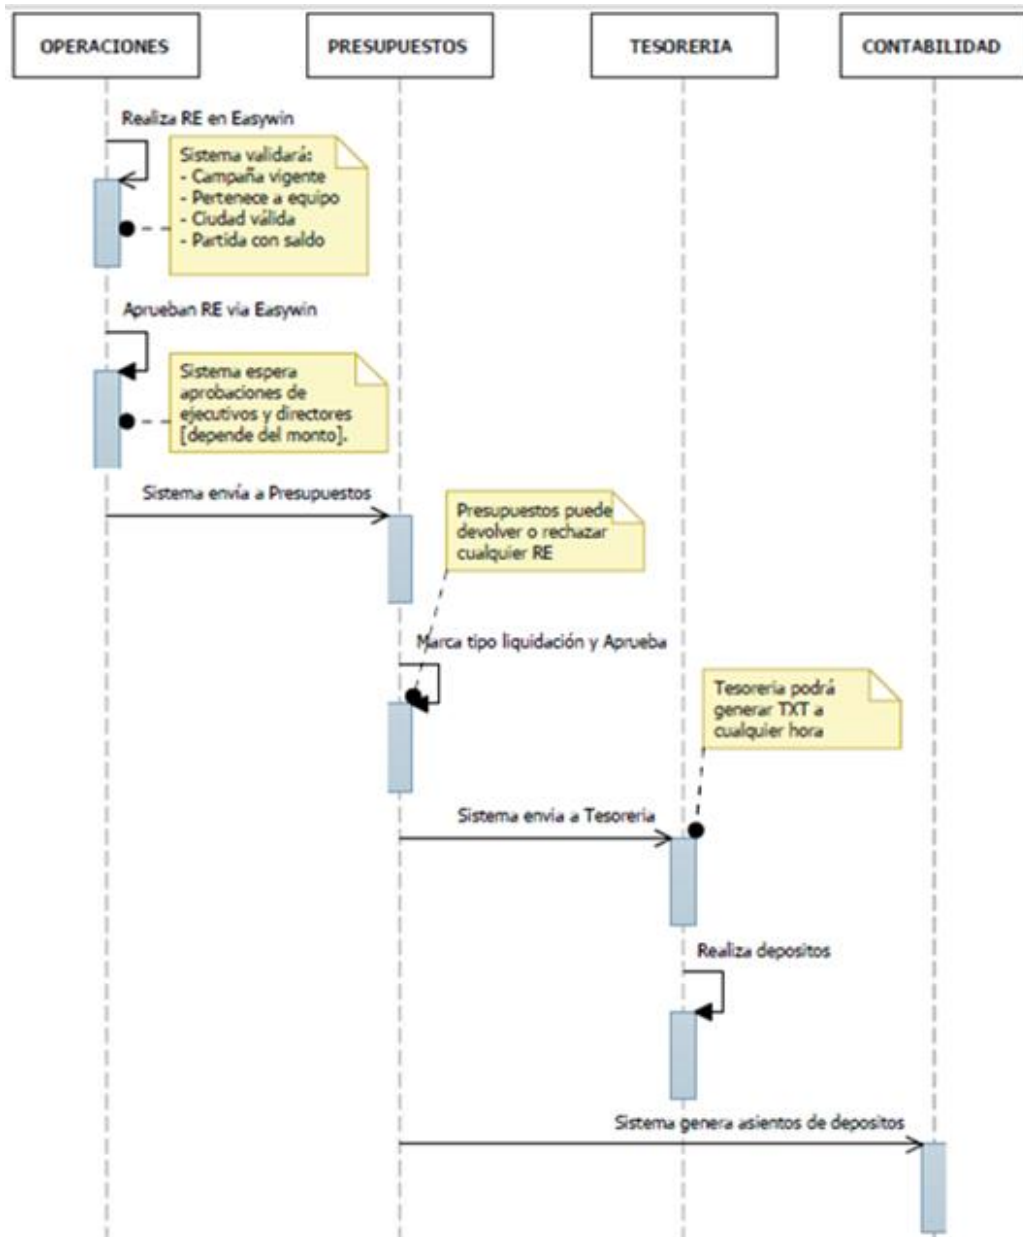 OPERACIONES
PRESUPUESTOS
TESORERIA
CONTABILIDAD
Realiza RE en Easywin
Sistema validará:
- Campaña vigente
- Pertenece a equipo
- Ciudad válida
- Partida con saldo
Aprueban RE via Easywin
Sistema espera
aprobaciones de
ejecutivos y directores
[depende del monto].
Sistema envía a Presupuestos
Presupuestos puede
devolver o rechazar
cualquier RE
Marca tipo liquidación y Aprueba
Tesoreria podrá
generar TXT a
cualquier hora
Sistema envia a Tesoreria
Realiza depositos
Sistema genera asientos de depositos